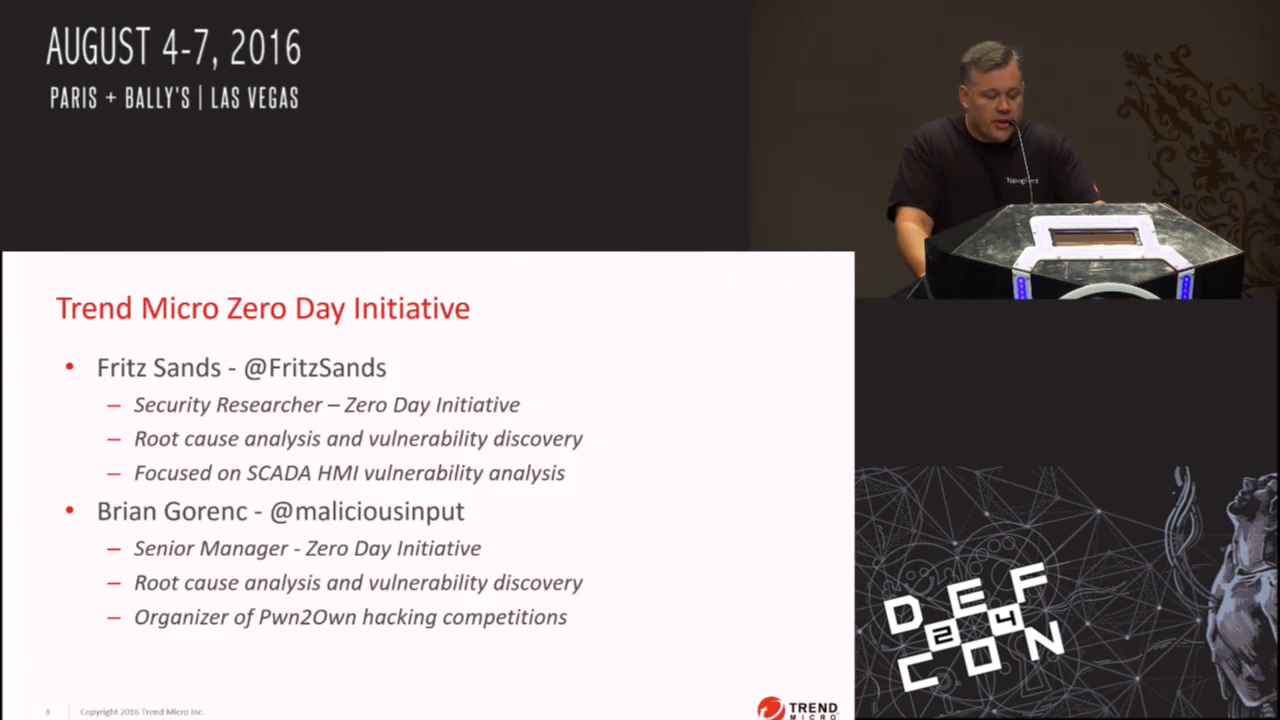 AUGUST 4-7, 2016
PARIS + BALLY'S | LAS VEGAS
Trend Micro Zero Day Initiative
• Fritz Sands - @FritzSands
– Security Researcher – Zero Day Initiative
– Root cause analysis and vulnerability discovery
– Focused on SCADA HMI vulnerability analysis
• Brian Gorenc - @maliciousinput
– Senior Manager - Zero Day Initiative
– Root cause analysis and vulnerability discovery
– Organizer of Pwn2Own hacking competitions
3
Copyright 2016 Trend Micro Inc.
TREND
MICRO
DEF
24
CON